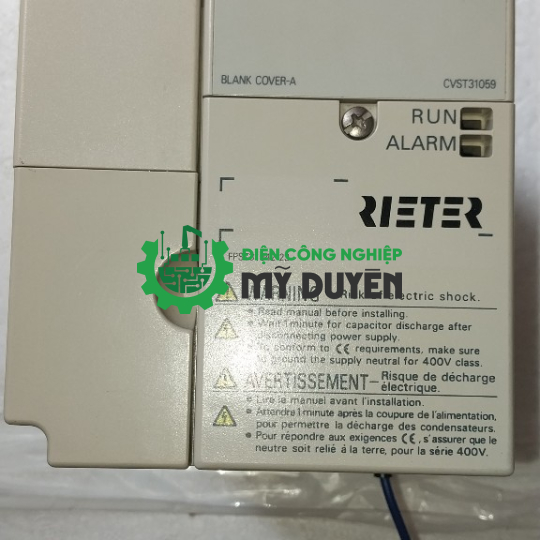 BLANK COVER-A
CVST31059
RUN
ALARM
RIETER
ĐIỆN CÔNG NGHIỆP
MỸ DUYÊN
electric shock.
• Read manual before installing.
• Wait 1 minute for capacitor discharge after
disconnecting power supply.
• To conform to CE requirements, make sure
to ground the supply neutral for 400V class.
AVERTISSEMENT- Risque de décharge
électrique.
• Lire le manuel avant l'installation.
• Attendre 1 minute après la coupure de l'alimentation,
pour permettre la décharge des condensateurs.
• Pour répondre aux exigences CE, s'assurer que le
neutre soit relié à la terre, pour la série 400V.